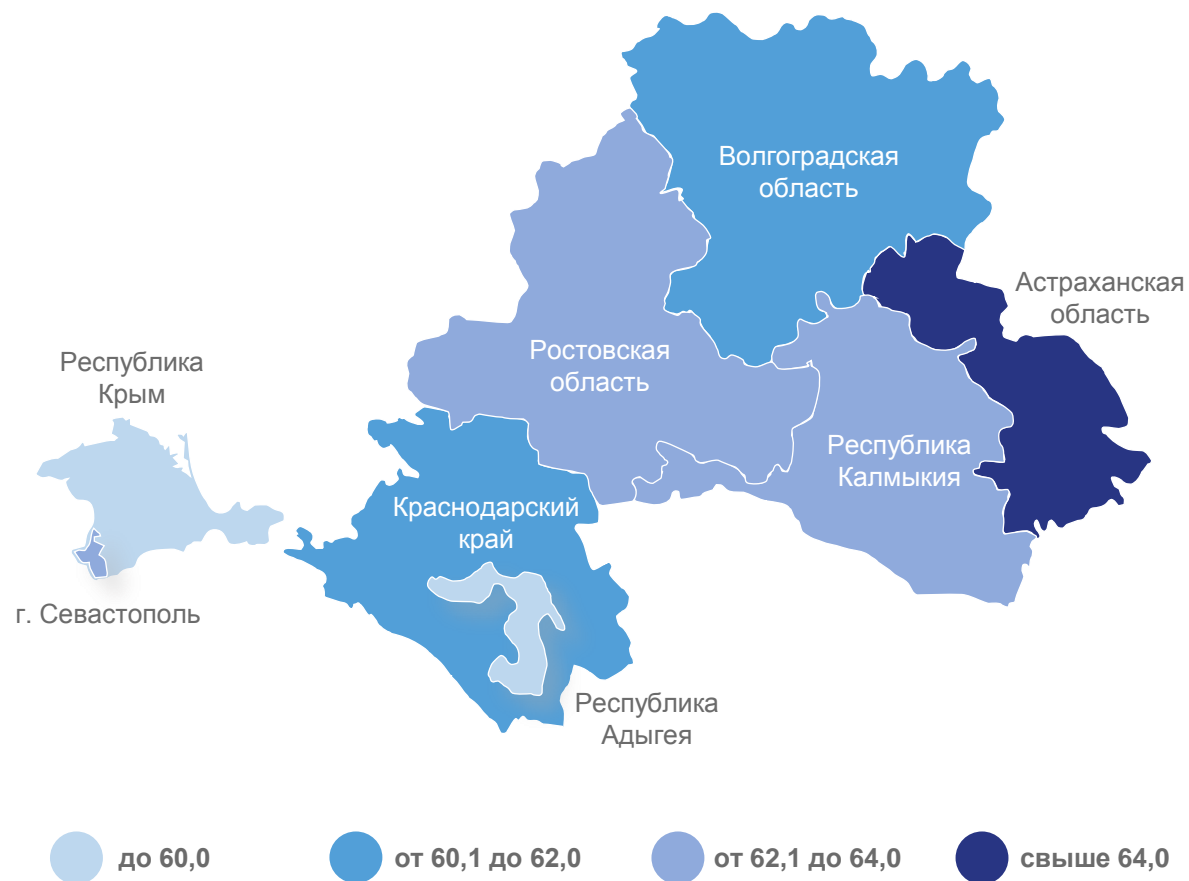 Волгоградская
область
Астраханская
область
Ростовская
область
Республика
Крым
Республика
Калмыкия
Краснодарский
край
г. Севастополь
Республика
Адыгея
до 60,0
от 60,1 до 62,0
от 62,1 до 64,0
свыше 64,0